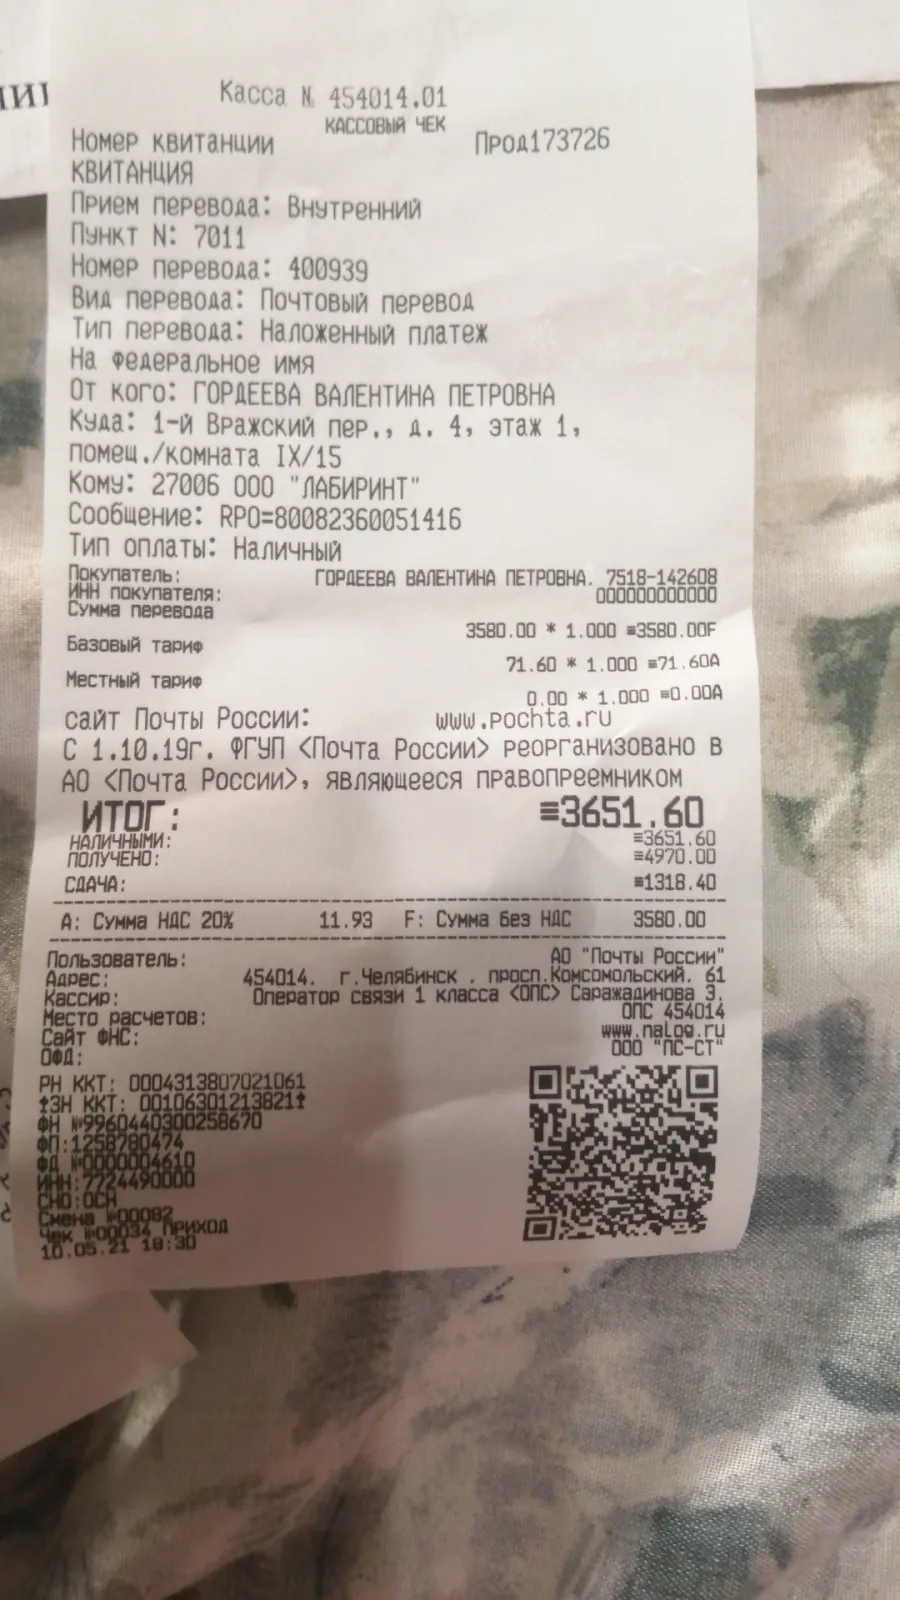 Касса № 454014.01
КАССОВЫЙ ЧЕК
Номер квитанции Прод173726
КВИТАНЦИЯ
Прием перевода: Внутренний
Пункт N: 7011
Номер перевода: 400939
Вид перевода: Почтовый перевод
Тип перевода: Наложенный платеж
На федеральное имя
От кого: ГОРДЕЕВА ВАЛЕНТИНА ПЕТРОВНА
Куда: 1-й Вражский пер., д. 4, этаж 1,
помещ./комната IX/15
Кому: 27006 ООО "ЛАБИРИНТ"
Сообщение: RPO=80082360051416
Тип оплаты: Наличный
Покупатель: ГОРДЕЕВА ВАЛЕНТИНА ПЕТРОВНА. 7518-142608
ИНН покупателя: 000000000000
Сумма перевода
3580.00 * 1.000 ≡3580.00F
Базовый тариф
71.60 * 1.000 ≡71.60А
Местный тариф
0.00 * 1.000 ≡0.00А
сайт Почты России: www.pochta.ru
С 1.10.19г. ФГУП <Почта России> реорганизовано в
АО <Почта России>, являющееся правопреемником
ИТОГ: ≡3651.60
НАЛИЧНЫМИ: ≡3651.60
ПОЛУЧЕНО: ≡4970.00
СДАЧА: ≡1318.40
А: Сумма НДС 20% 11.93 F: Сумма без НДС 3580.00
Пользователь: АО "Почты России"
Адрес: 454014. г.Челябинск . просп.Комсомольский. 61
Кассир: Оператор связи 1 класса <ОПС> Саражадинова З.
Место расчетов: ОПС 454014
Сайт ФНС: www.nalog.ru
ОФД: ООО "ПС-СТ"
РН ККТ: 0004313807021061
↑ЗН ККТ: 00106301213821↑
ФН №9960440300258670
ФП:1258780474
ФД №0000004610
ИНН:7724490000
СНО:ОСН
Смена №00082
Чек №00034 Приход
10.05.21 18:30